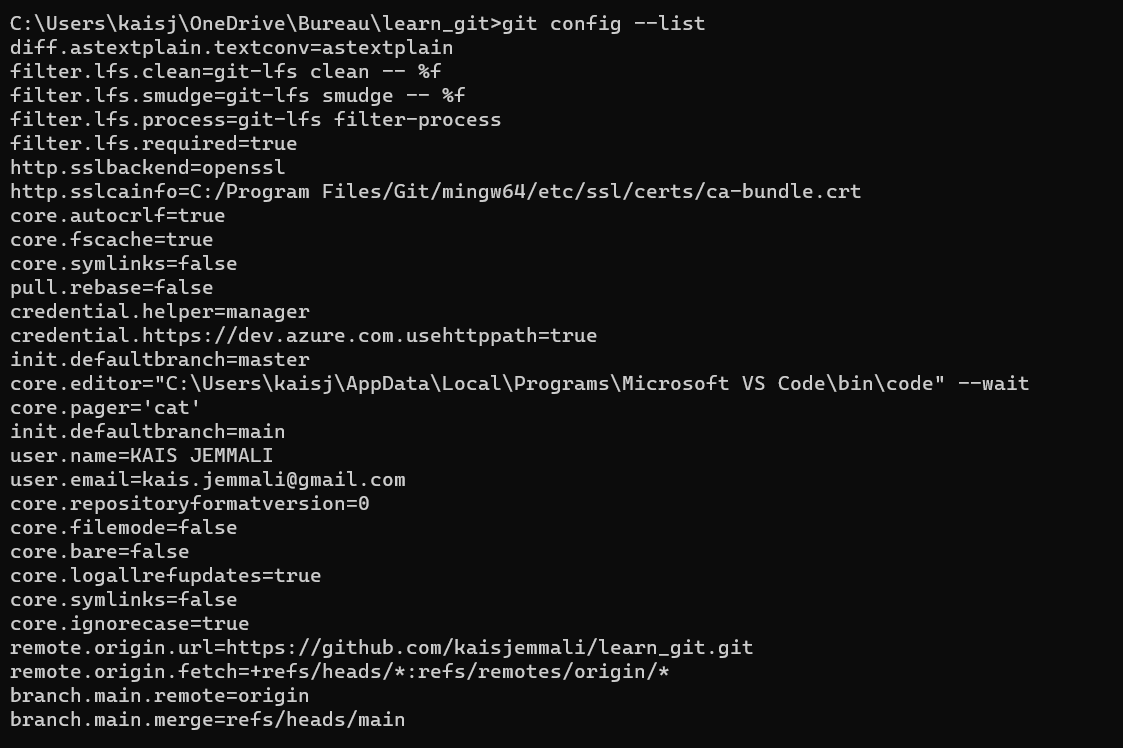 C:\Users\kaisj\OneDrive\Bureau\learn_git>git config --list
diff.astextplain.textconv=astextplain
filter.lfs.clean=git-lfs clean -- %f
filter.lfs.smudge=git-lfs smudge -- %f
filter.lfs.process=git-lfs filter-process
filter.lfs.required=true
http.sslbackend=openssl
http.sslcainfo=C:/Program Files/Git/mingw64/etc/ssl/certs/ca-bundle.crt
core.autocrlf=true
core.fscache=true
core.symlinks=false
pull.rebase=false
credential.helper=manager
credential.https://dev.azure.com.usehttppath=true
init.defaultbranch=master
core.editor="C:\Users\kaisj\AppData\Local\Programs\Microsoft VS Code\bin\code" --wait
core.pager='cat'
init.defaultbranch=main
user.name=KAIS JEMMALI
user.email=kais.jemmali@gmail.com
core.repositoryformatversion=0
core.filemode=false
core.bare=false
core.logallrefupdates=true
core.symlinks=false
core.ignorecase=true
remote.origin.url=https://github.com/kaisjemmali/learn_git.git
remote.origin.fetch=+refs/heads/*:refs/remotes/origin/*
branch.main.remote=origin
branch.main.merge=refs/heads/main